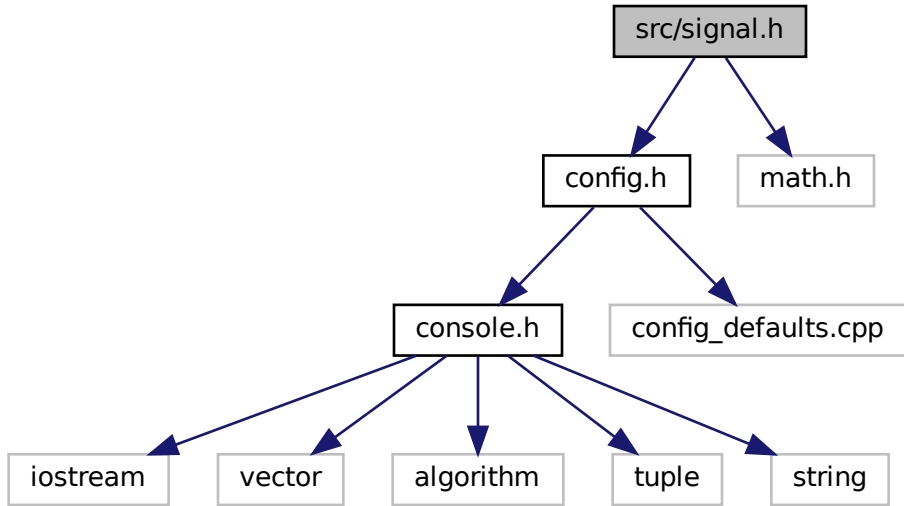 src/signal.h
config.h
math.h
console.h
config_defaults.cpp
iostream
vector
algorithm
tuple
string